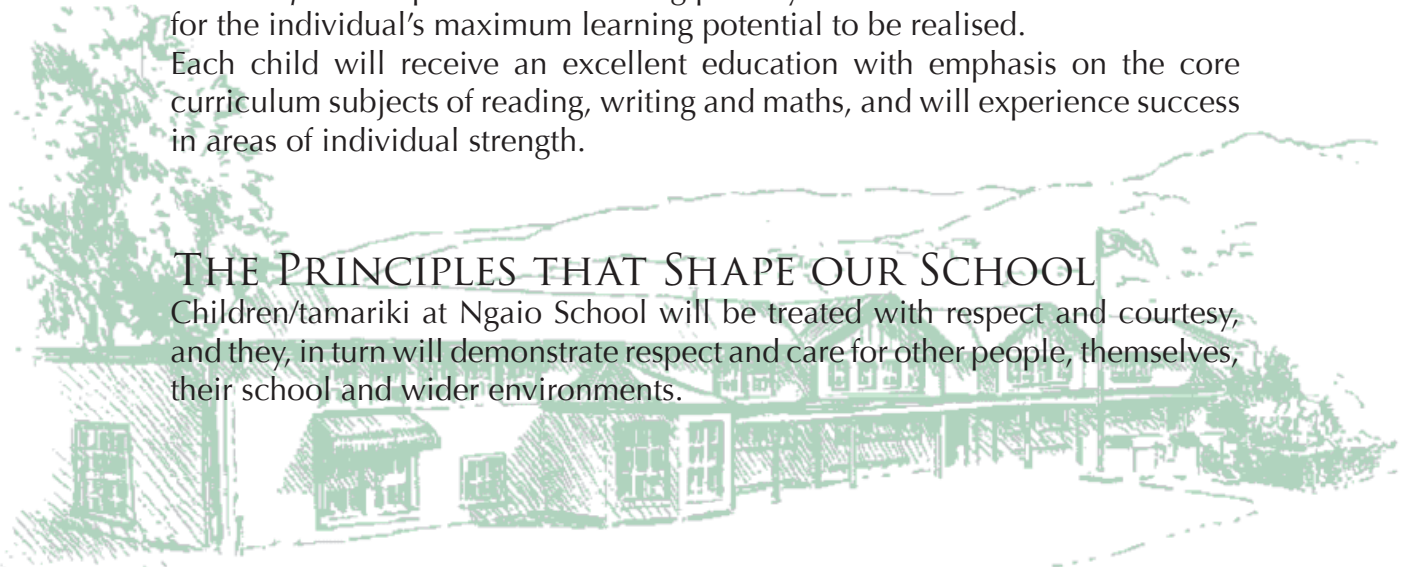 for the individual’s maximum learning potential to be realised.
Each child will receive an excellent education with emphasis on the core
curriculum subjects of reading, writing and maths, and will experience success
in areas of individual strength.
The Principles that Shape our School
Children/tamariki at Ngaio School will be treated with respect and courtesy,
and they, in turn will demonstrate respect and care for other people, themselves,
their school and wider environments.